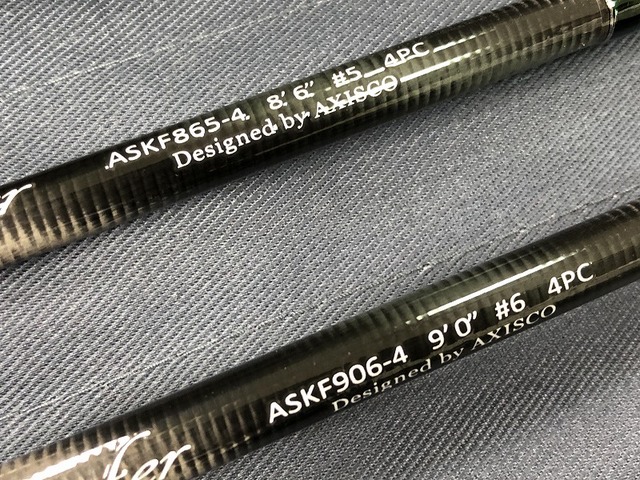 ASKF865-4 8'6" #5 4PC
Designed by AXISCO
ASKF906-4 9'0" #6 4PC
Designed by AXISCO